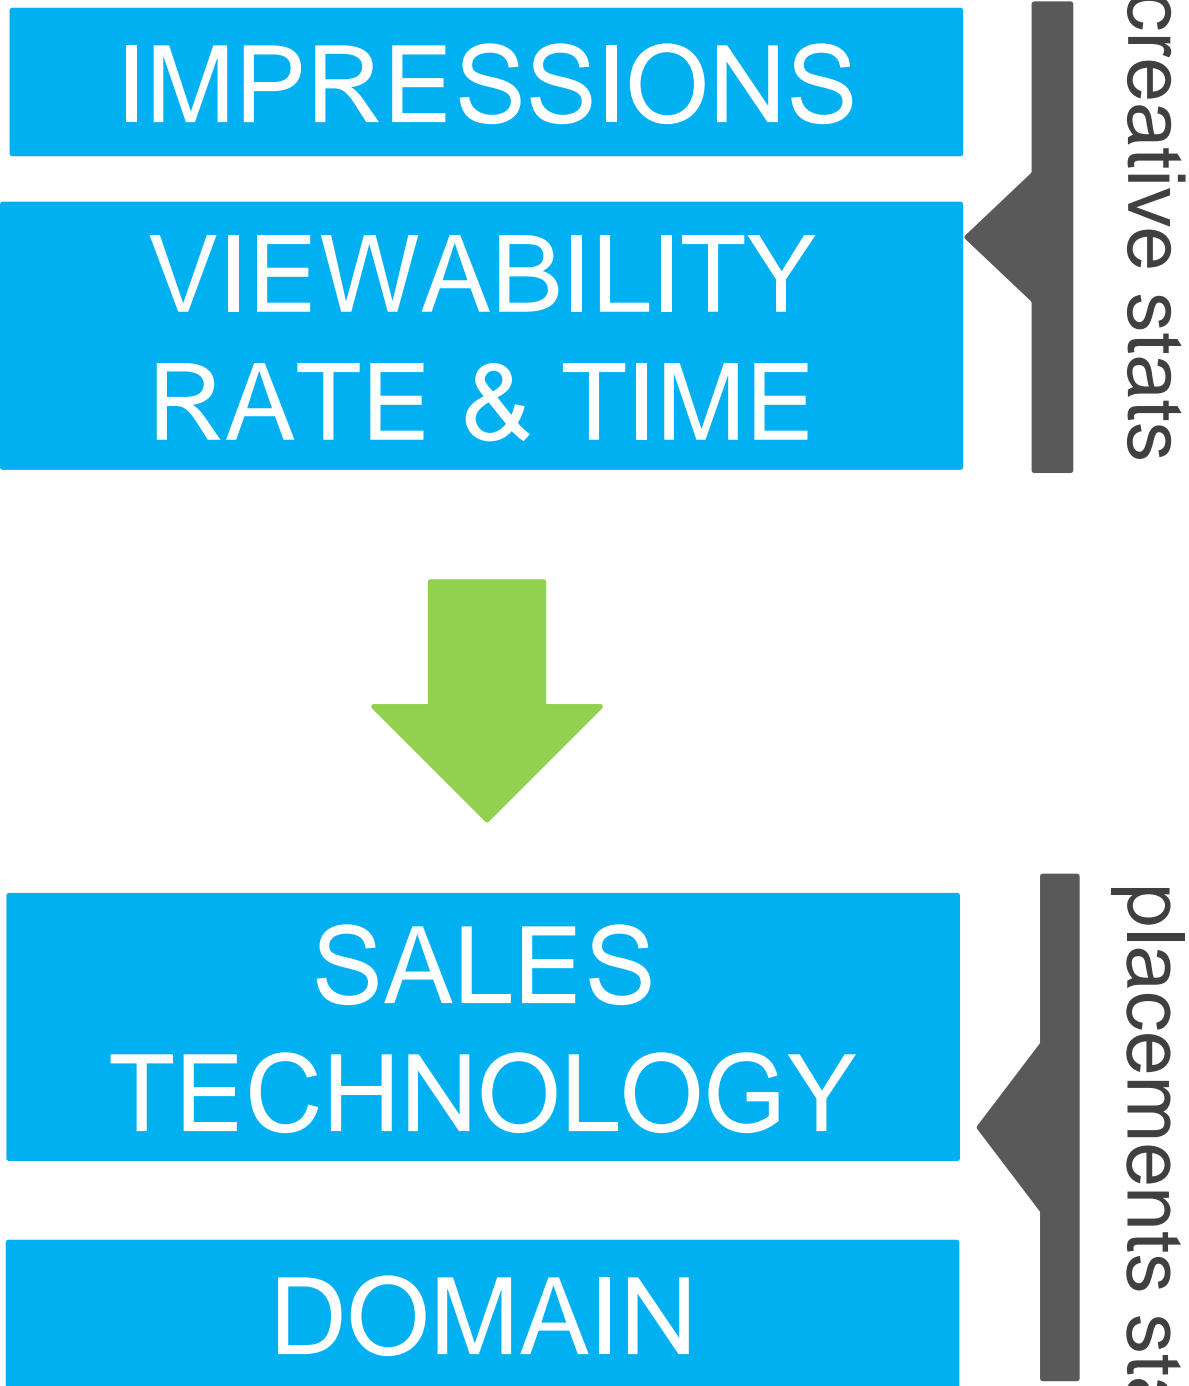 IMPRESSIONS
VIEWABILITY
RATE & TIME
creative stats
SALES
TECHNOLOGY
DOMAIN
placements